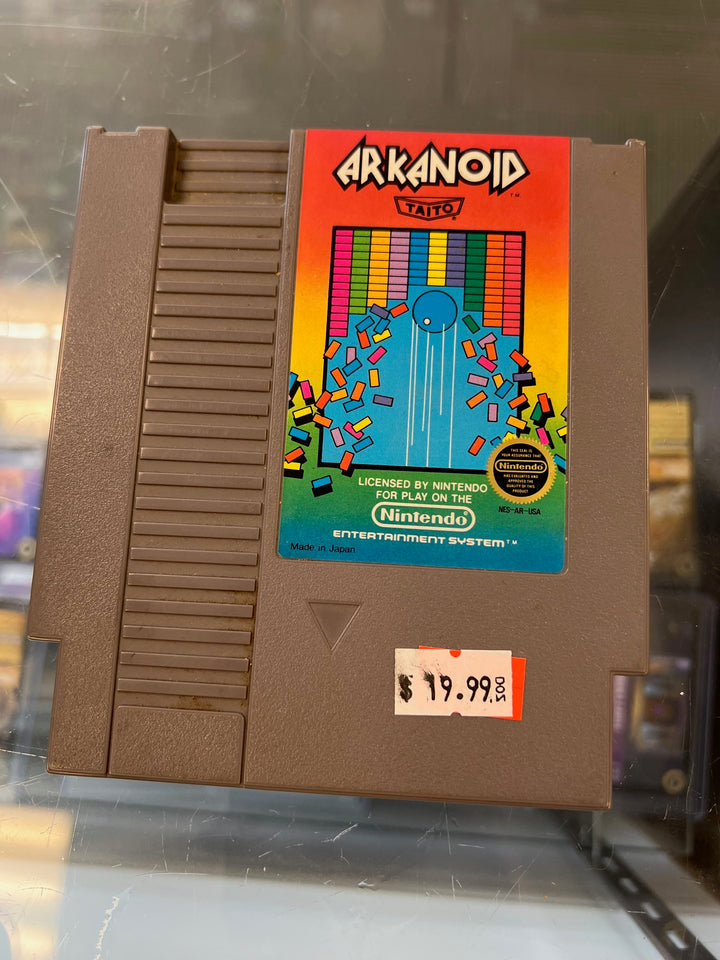 ARKANOID
T.M.
TAITO
THIS SEAL IS
YOUR ASSURANCE THAT
Nintendo
HAS EVALUATED AND
APPROVED THE
QUALITY OF THIS
PRODUCT
LICENSED BY NINTENDO
FOR PLAY ON THE
Nintendo®
ENTERTAINMENT SYSTEM™
NES-AR-USA
Made in Japan
$ 19.99